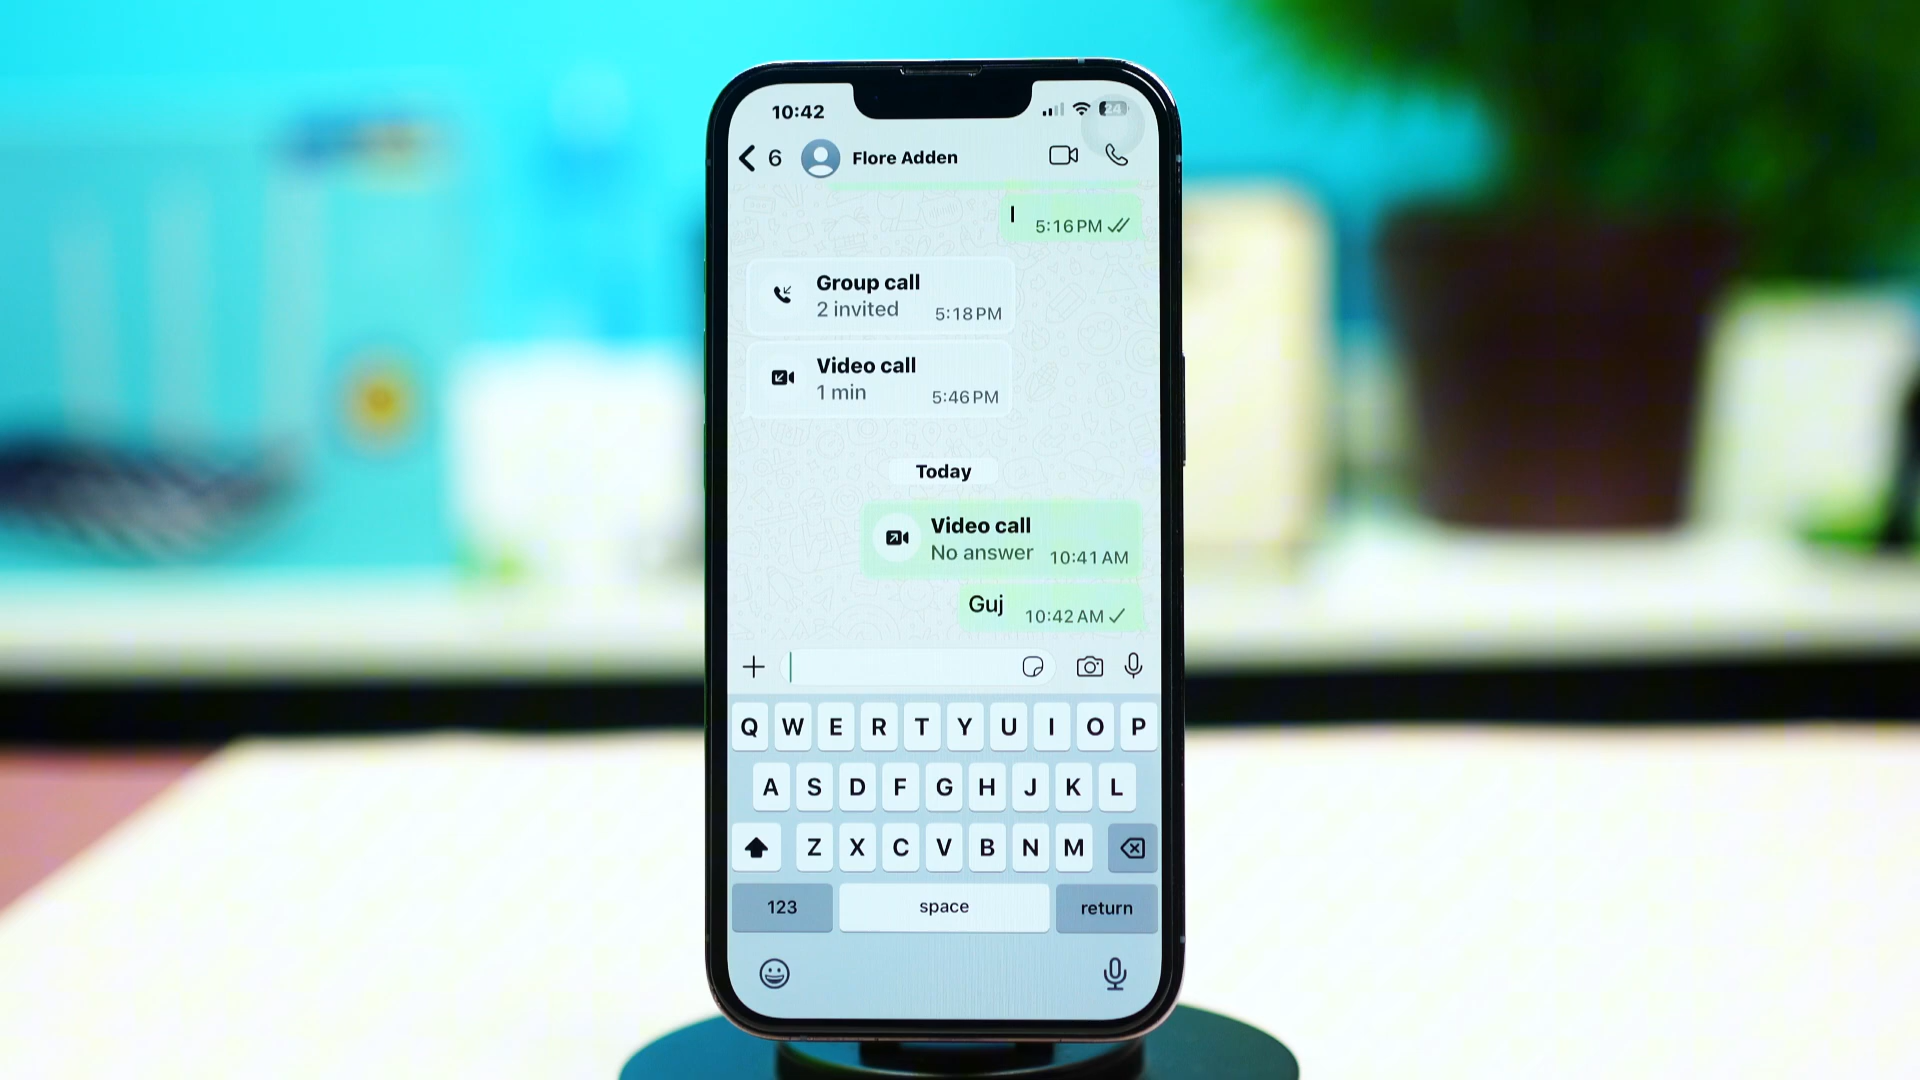 10:42
24
6 Flore Adden
I
5:16 PM
Group call
2 invited 5:18 PM
Video call
1 min 5:46 PM
Today
Video call
No answer 10:41 AM
Guj 10:42 AM
Q W E R T Y U I O P
A S D F G H J K L
Z X C V B N M
123 space return